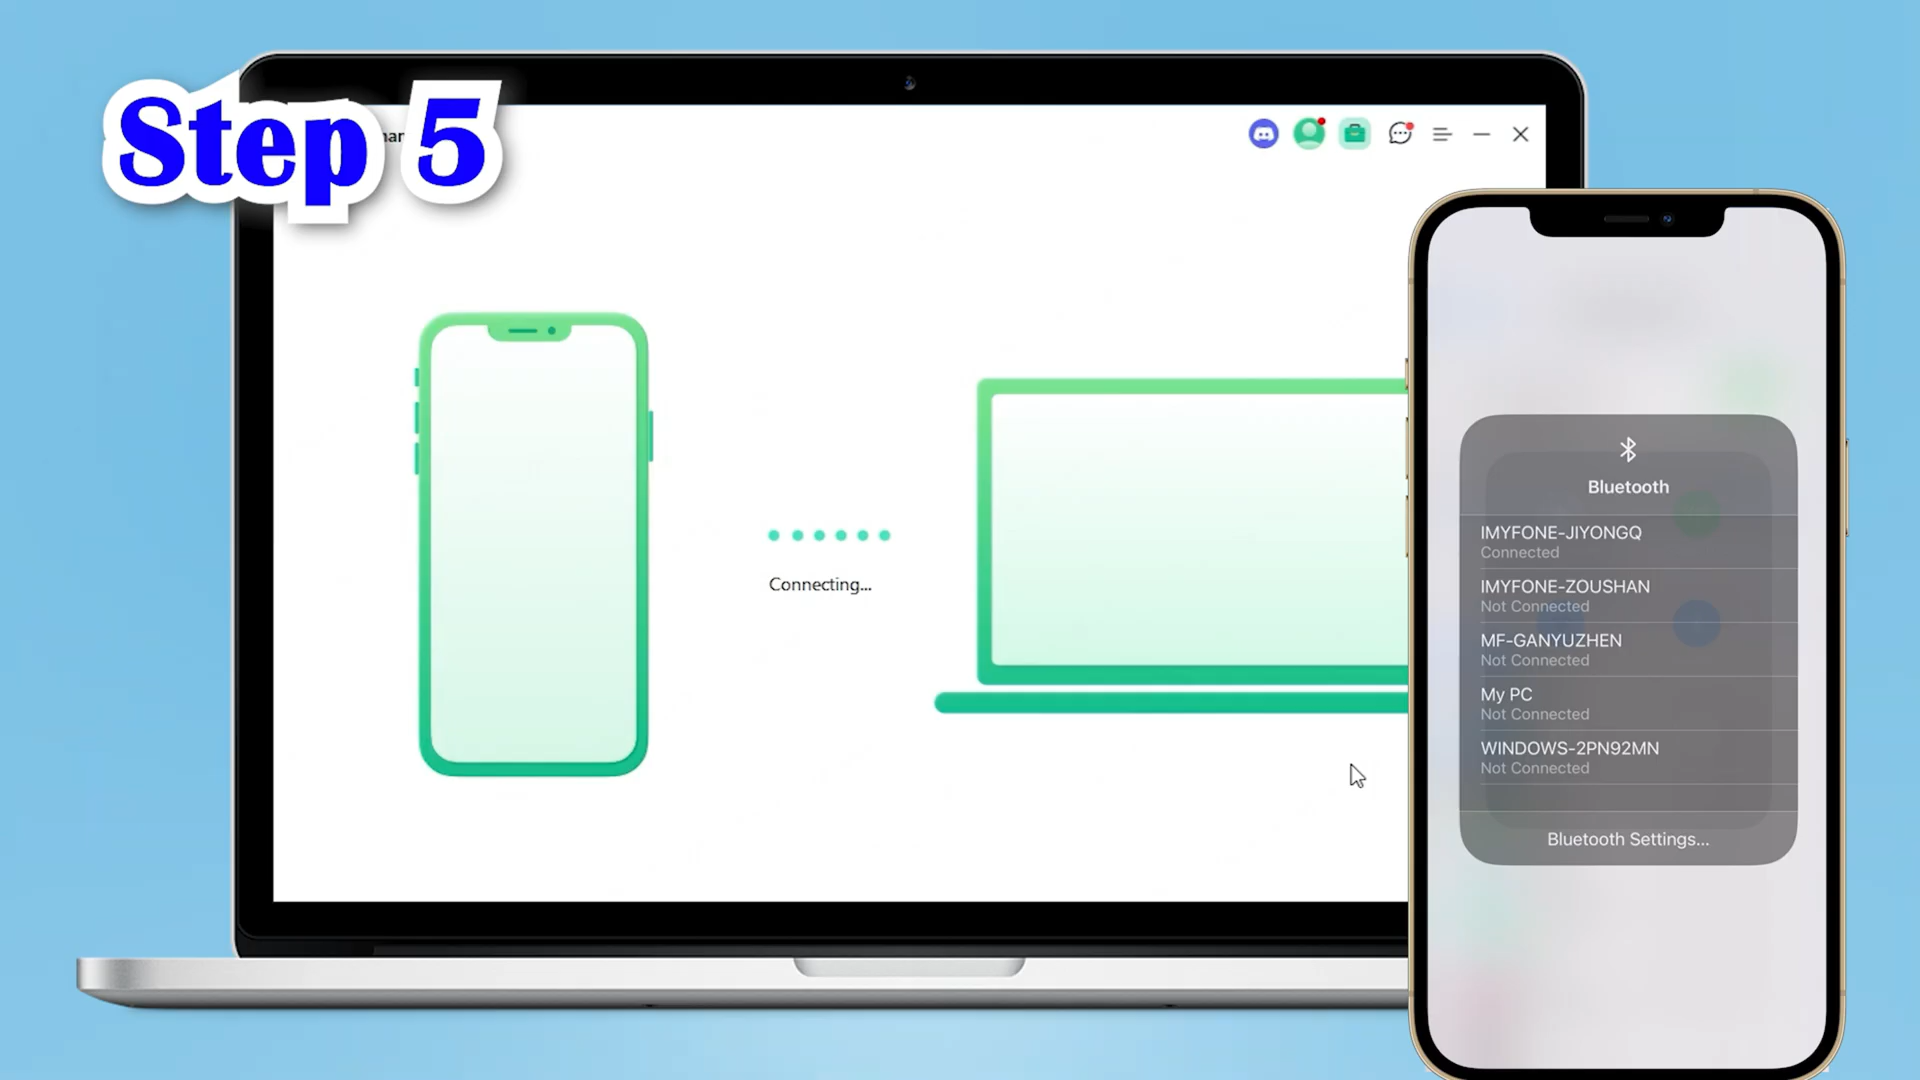 Step 5
Connecting...
Bluetooth
IMYFONE-JIYONGQ
Connected
IMYFONE-ZOUSHAN
Not Connected
MF-GANYUZHEN
Not Connected
My PC
Not Connected
WINDOWS-2PN92MN
Not Connected
Bluetooth Settings...